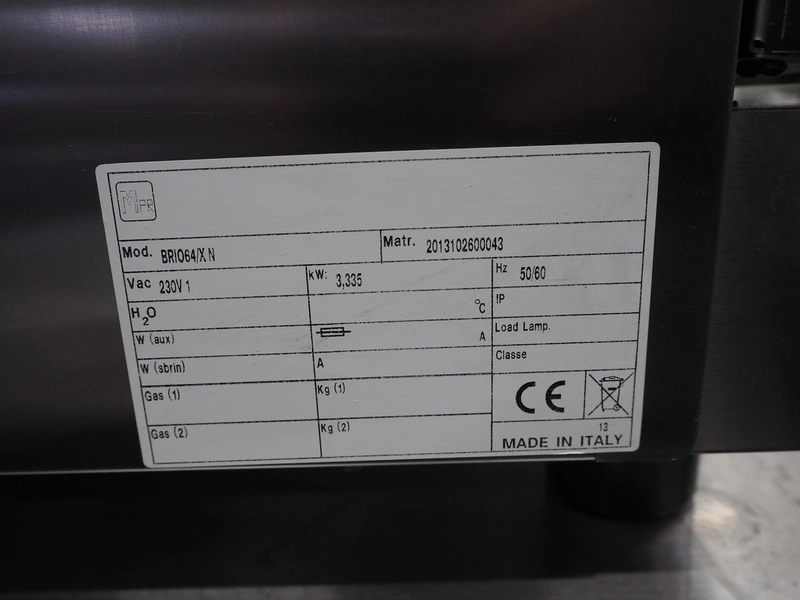 MPR
Mod. BRIO64/X N Matr. 2013102600043
Vac 230V 1 kW: 3,335 Hz 50/60
H2O °C IP
W (aux) A Load Lamp.
W (sbrin) A Classe
Gas (1) Kg (1) CE
Gas (2) Kg (2) 13
MADE IN ITALY